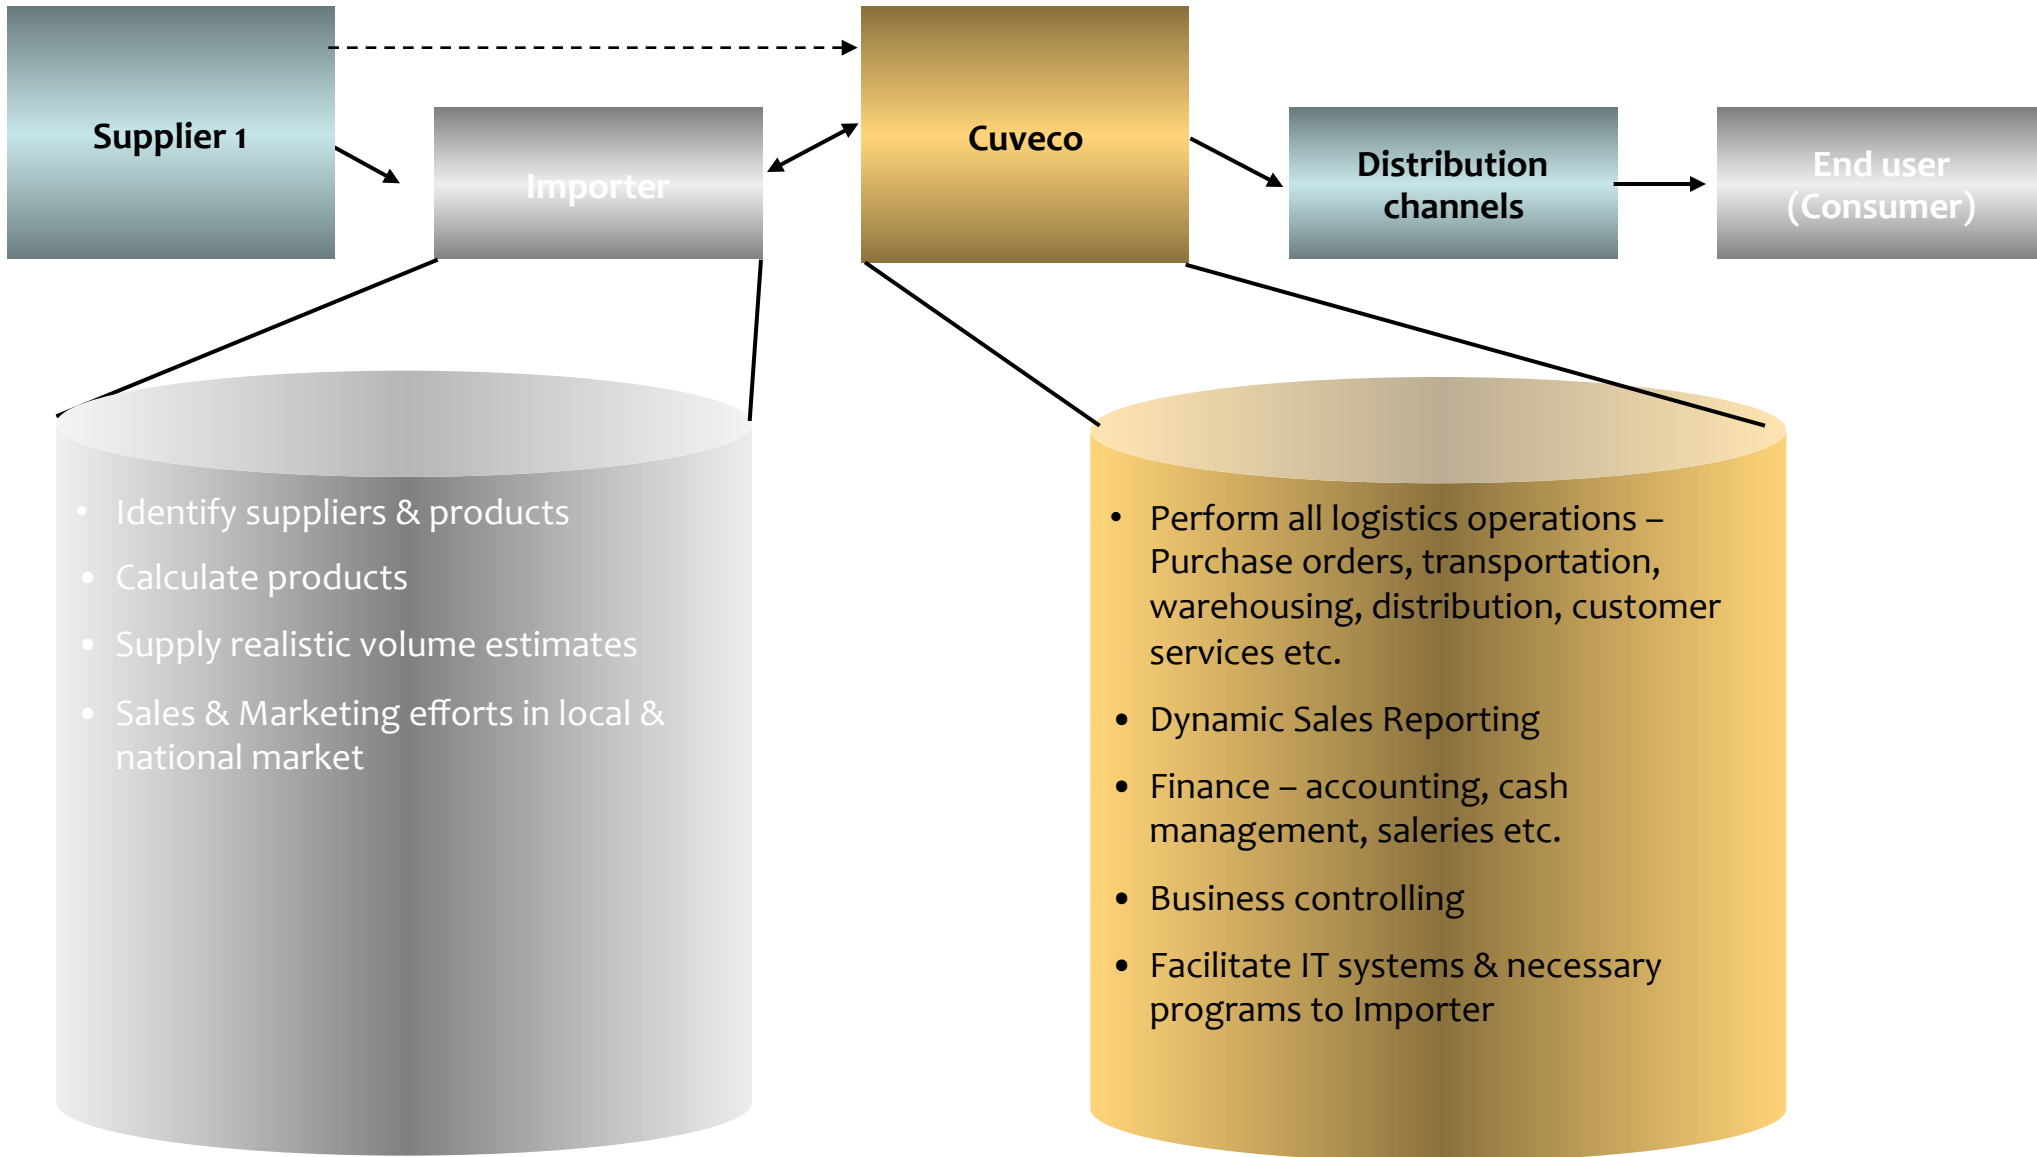 Supplier 1
Importer
Cuveco
Distribution
channels
End user
(Consumer)
• Identify suppliers & products
• Calculate products
• Supply realistic volume estimates
• Sales & Marketing efforts in local &
national market
• Perform all logistics operations –
Purchase orders, transportation,
warehousing, distribution, customer
services etc.
• Dynamic Sales Reporting
• Finance – accounting, cash
management, saleries etc.
• Business controlling
• Facilitate IT systems & necessary
programs to Importer